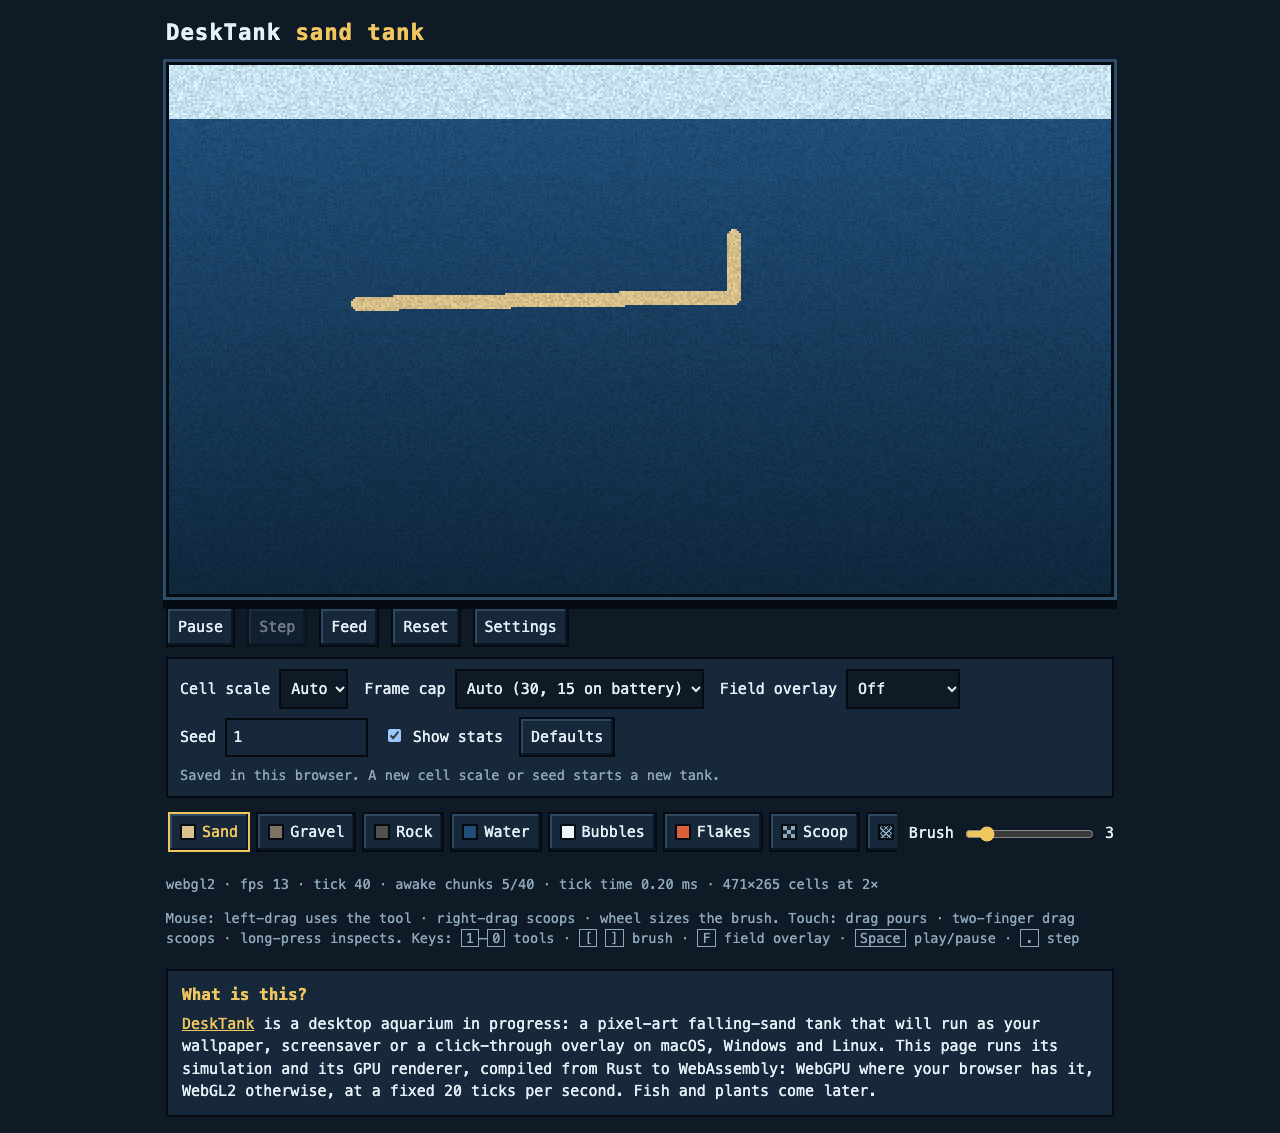 DeskTank sand tank
Pause Step Feed Reset Settings
Cell scale Auto Frame cap Auto (30, 15 on battery) Field overlay Off
Seed 1 Show stats Defaults
Saved in this browser. A new cell scale or seed starts a new tank.
Sand Gravel Rock Water Bubbles Flakes Scoop Brush 3
webgl2 · fps 13 · tick 40 · awake chunks 5/40 · tick time 0.20 ms · 471×265 cells at 2×
Mouse: left-drag uses the tool · right-drag scoops · wheel sizes the brush. Touch: drag pours · two-finger drag
scoops · long-press inspects. Keys: 1–0 tools · [ ] brush · F field overlay · Space play/pause · . step
What is this?
DeskTank is a desktop aquarium in progress: a pixel-art falling-sand tank that will run as your
wallpaper, screensaver or a click-through overlay on macOS, Windows and Linux. This page runs its
simulation and its GPU renderer, compiled from Rust to WebAssembly: WebGPU where your browser has it,
WebGL2 otherwise, at a fixed 20 ticks per second. Fish and plants come later.